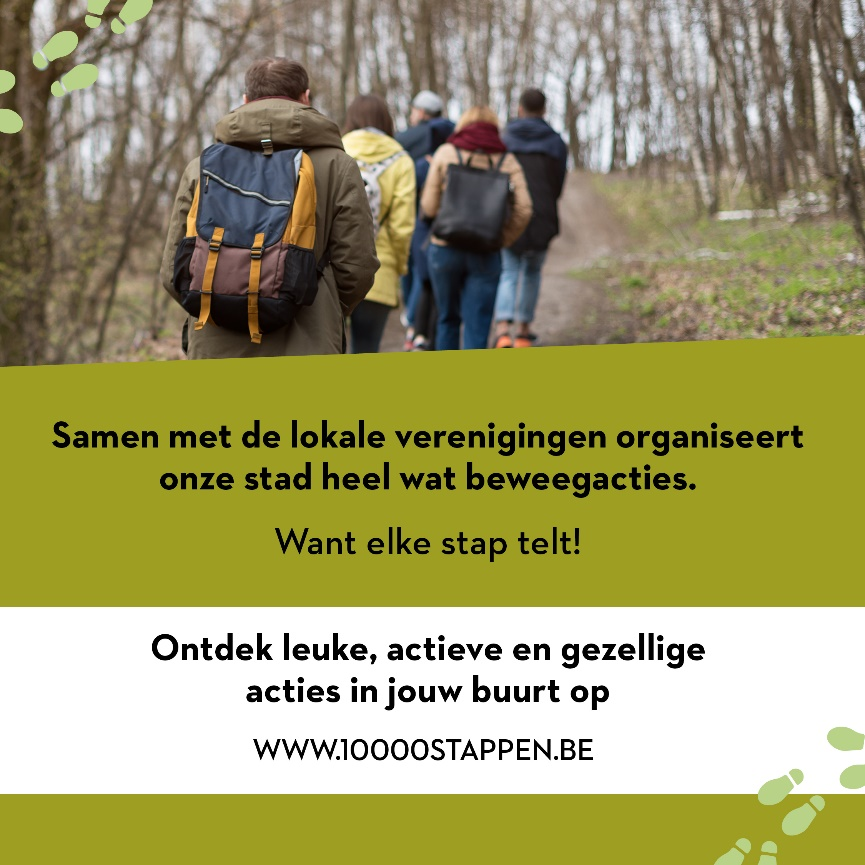 Samen met de lokale verenigingen organiseert
onze stad heel wat beweegacties.
Want elke stap telt!
Ontdek leuke, actieve en gezellige
acties in jouw buurt op
WWW.10000STAPPEN.BE